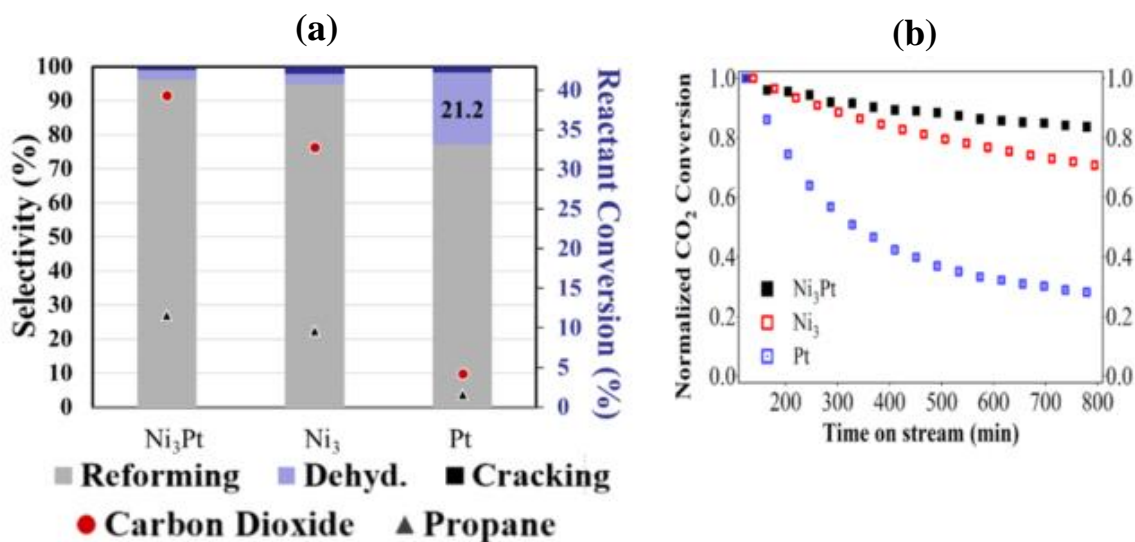 (a)
Selectivity (%)
100
90
80
70
60
50
40
30
20
10
0
21.2
40
35
30
25
20
15
10
5
0
Reactant Conversion (%)
Ni₃Pt Ni₃ Pt
Reforming Dehyd. Cracking
Carbon Dioxide Propane
(b)
Normalized CO₂ Conversion
1.0
0.8
0.6
0.4
0.2
0.0
Ni₃Pt
Ni₃
Pt
1.0
0.8
0.6
0.4
0.2
0.0
200 300 400 500 600 700 800
Time on stream (min)